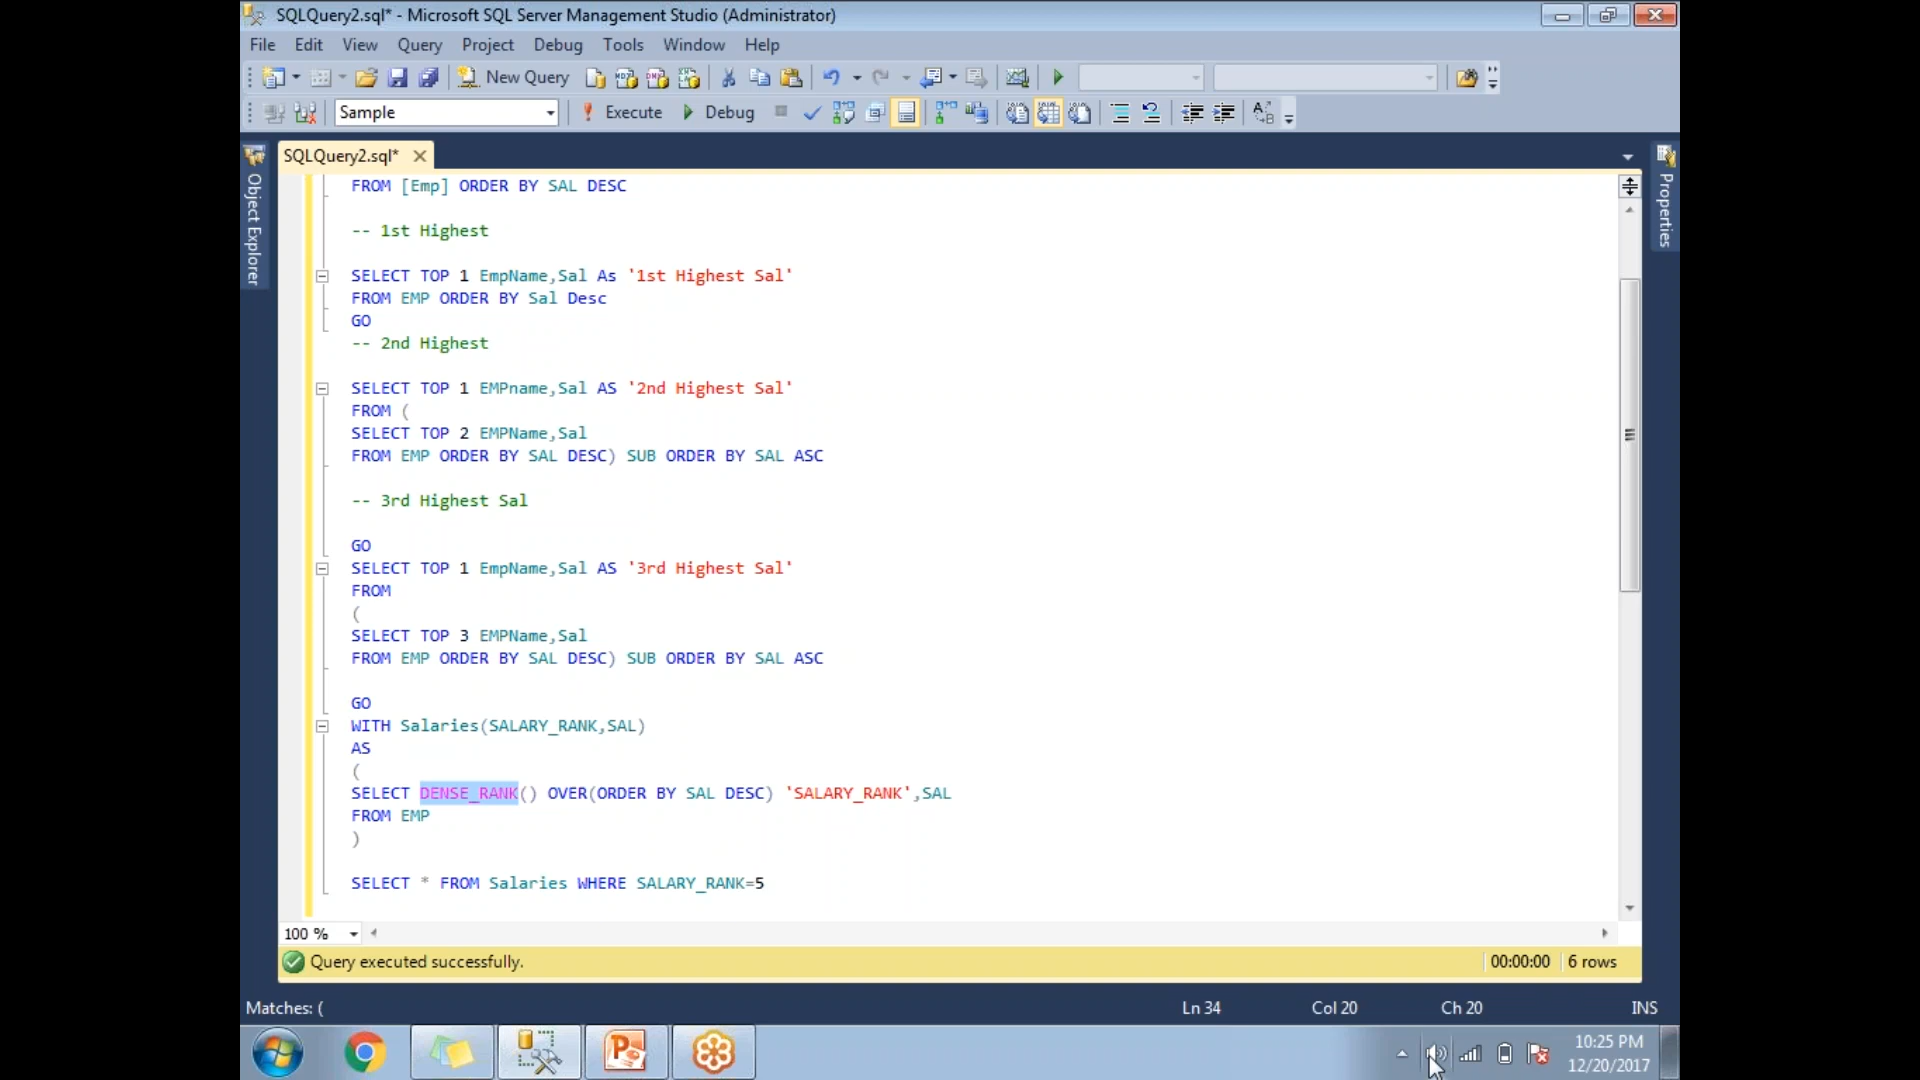 SQLQuery2.sql* - Microsoft SQL Server Management Studio (Administrator)
File Edit View Query Project Debug Tools Window Help
New Query
Sample Execute Debug
SQLQuery2.sql*
Object Explorer
Properties
FROM [Emp] ORDER BY SAL DESC
-- 1st Highest
SELECT TOP 1 EmpName,Sal As '1st Highest Sal'
FROM EMP ORDER BY Sal Desc
GO
-- 2nd Highest
SELECT TOP 1 EMPname,Sal AS '2nd Highest Sal'
FROM (
SELECT TOP 2 EMPName,Sal
FROM EMP ORDER BY SAL DESC) SUB ORDER BY SAL ASC
-- 3rd Highest Sal
GO
SELECT TOP 1 EmpName,Sal AS '3rd Highest Sal'
FROM
(
SELECT TOP 3 EMPName,Sal
FROM EMP ORDER BY SAL DESC) SUB ORDER BY SAL ASC
GO
WITH Salaries(SALARY_RANK,SAL)
AS
(
SELECT DENSE_RANK() OVER(ORDER BY SAL DESC) 'SALARY_RANK',SAL
FROM EMP
)
SELECT * FROM Salaries WHERE SALARY_RANK=5
100 %
Query executed successfully. 00:00:00 6 rows
Matches: ( Ln 34 Col 20 Ch 20 INS
10:25 PM
12/20/2017